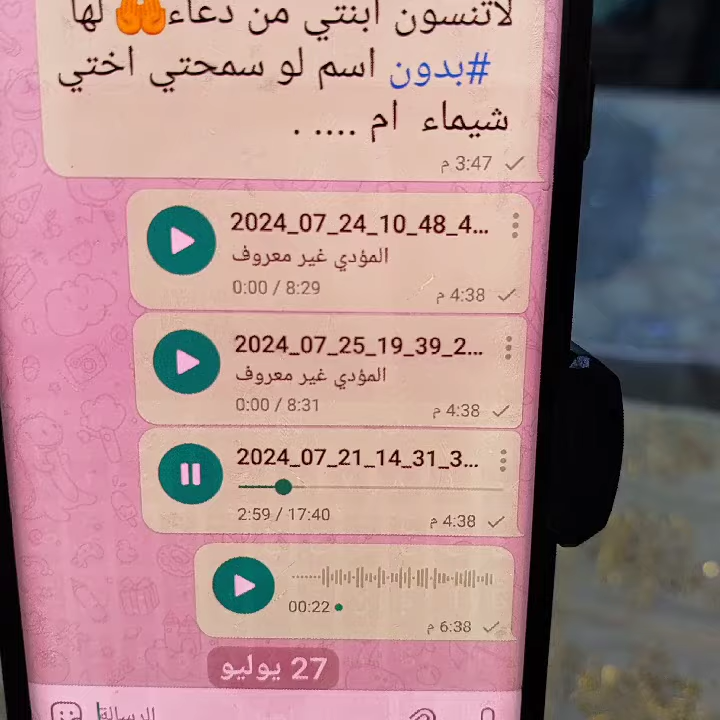 لاتنسون ابنتي من دعاء🤲 لها
#بدون اسم لو سمحتي اختي
شيماء ام ..... .
3:47 م
2024_07_24_10_48_4...
المؤدي غير معروف
0:00 / 8:29
4:38 م
2024_07_25_19_39_2...
المؤدي غير معروف
0:00 / 8:31
4:38 م
2024_07_21_14_31_3...
2:59 / 17:40
4:38 م
00:22
6:38 م
27 يوليو
الرسالة